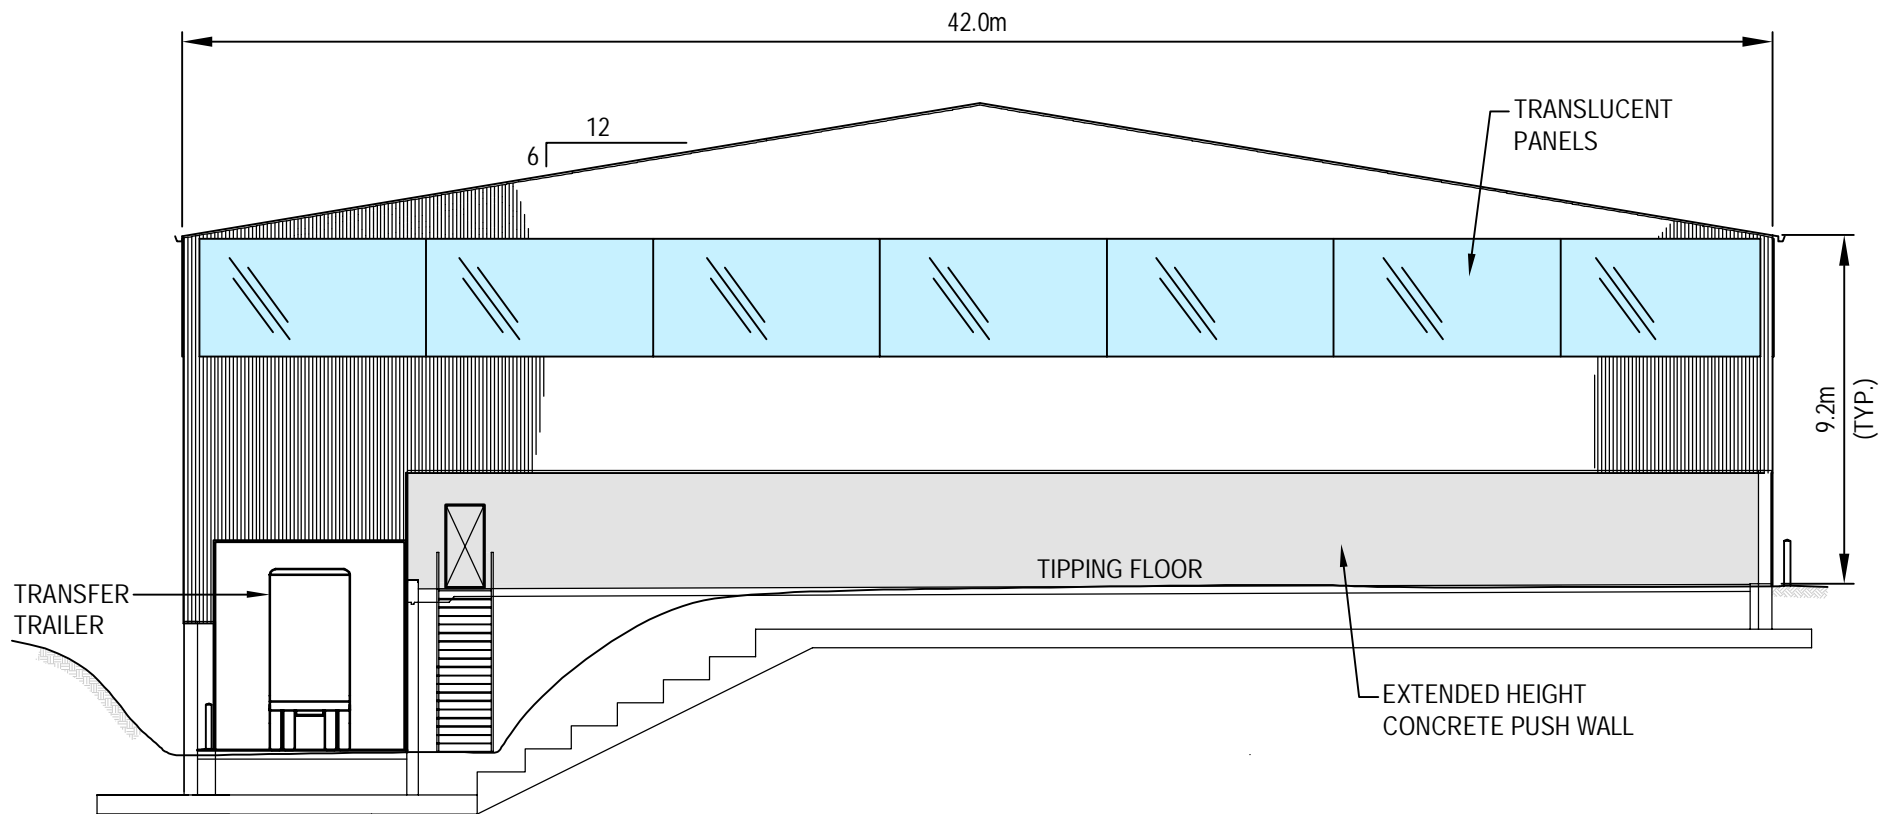 42.0m
TRANSLUCENT
PANELS
12
6
9.2m
(TYP.)
TIPPING FLOOR
TRANSFER
TRAILER
EXTENDED HEIGHT
CONCRETE PUSH WALL